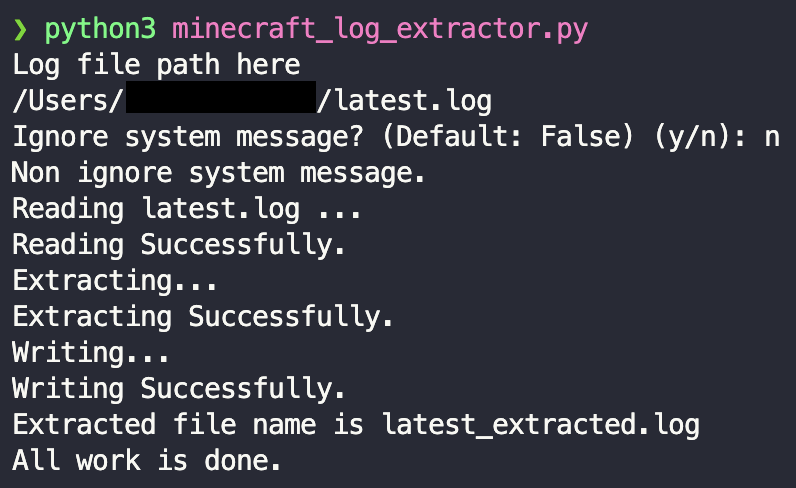 ❯ python3 minecraft_log_extractor.py
Log file path here
/Users/ /latest.log
Ignore system message? (Default: False) (y/n): n
Non ignore system message.
Reading latest.log ...
Reading Successfully.
Extracting...
Extracting Successfully.
Writing...
Writing Successfully.
Extracted file name is latest_extracted.log
All work is done.